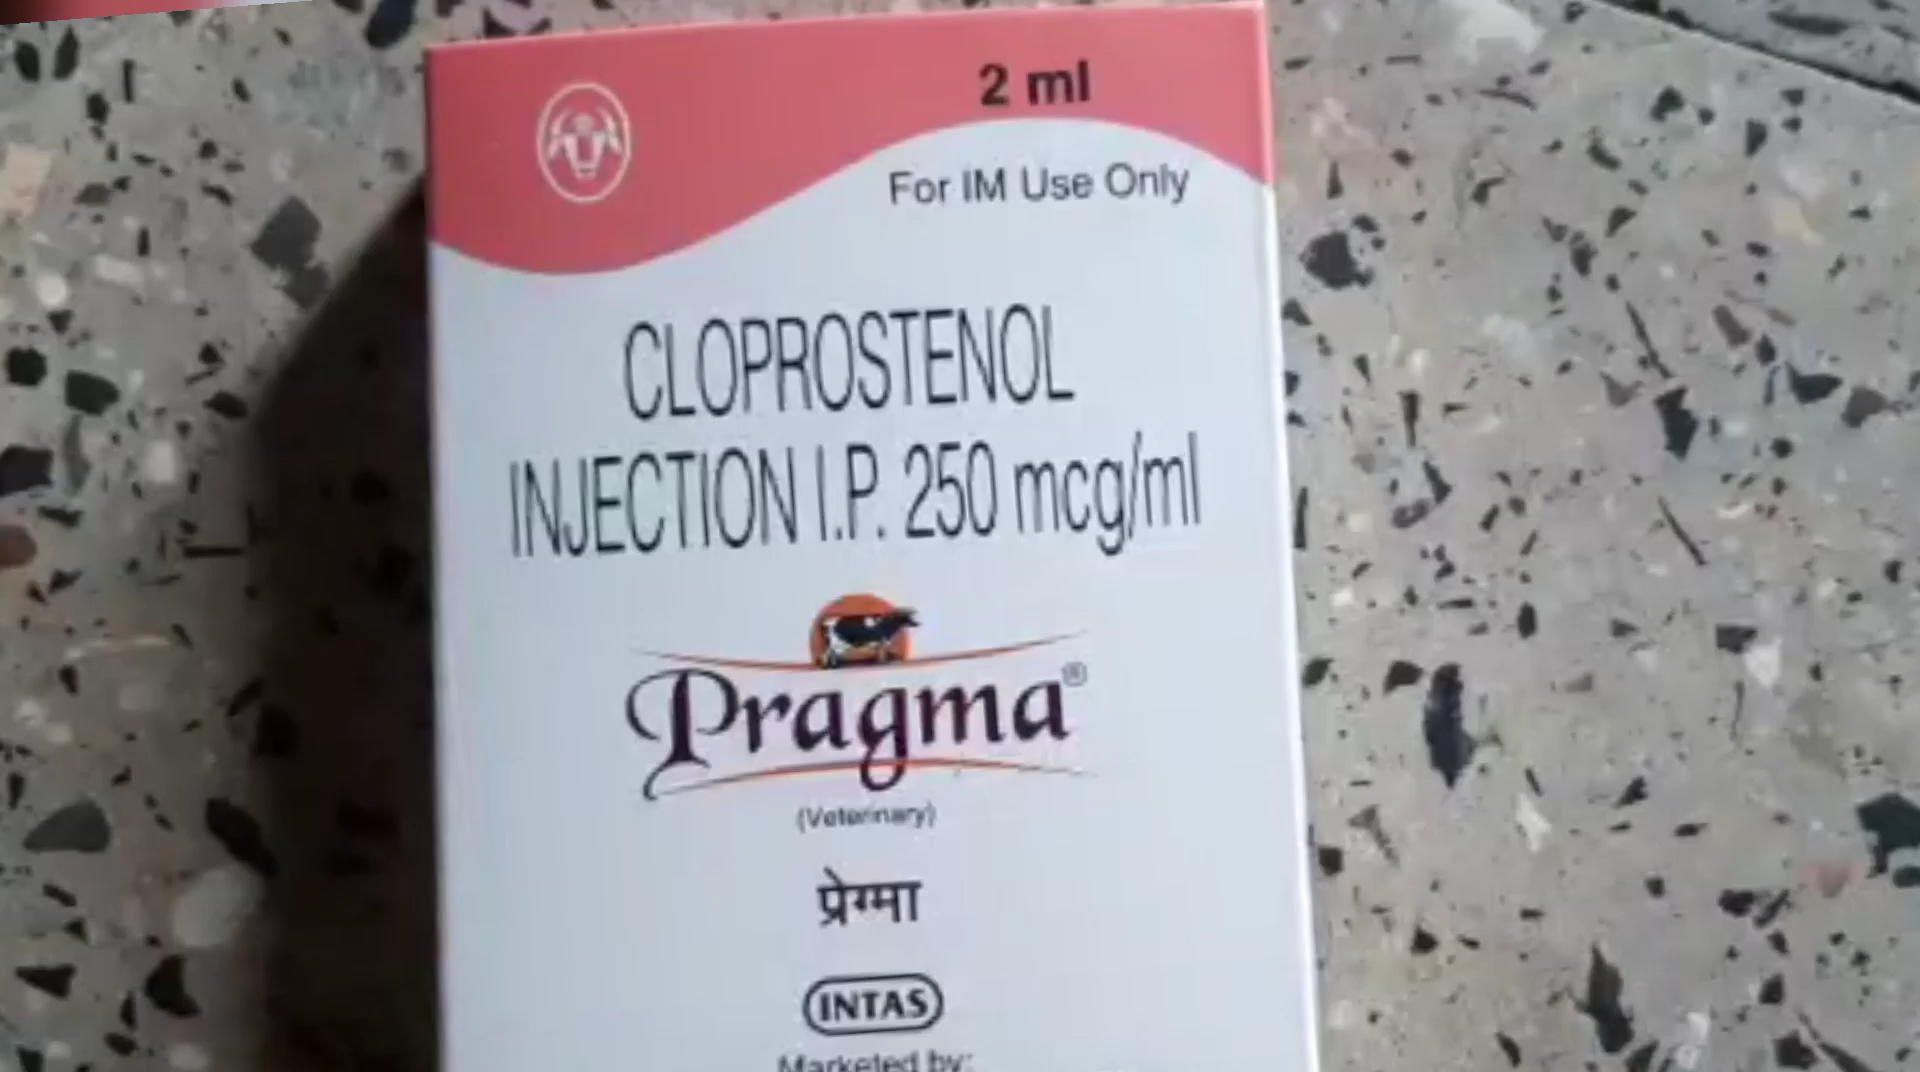 2 ml
For IM Use Only
CLOPROSTENOL
INJECTION I.P. 250 mcg/ml
Pragma®
(Veterinary)
प्रेग्मा
INTAS
Marketed by: